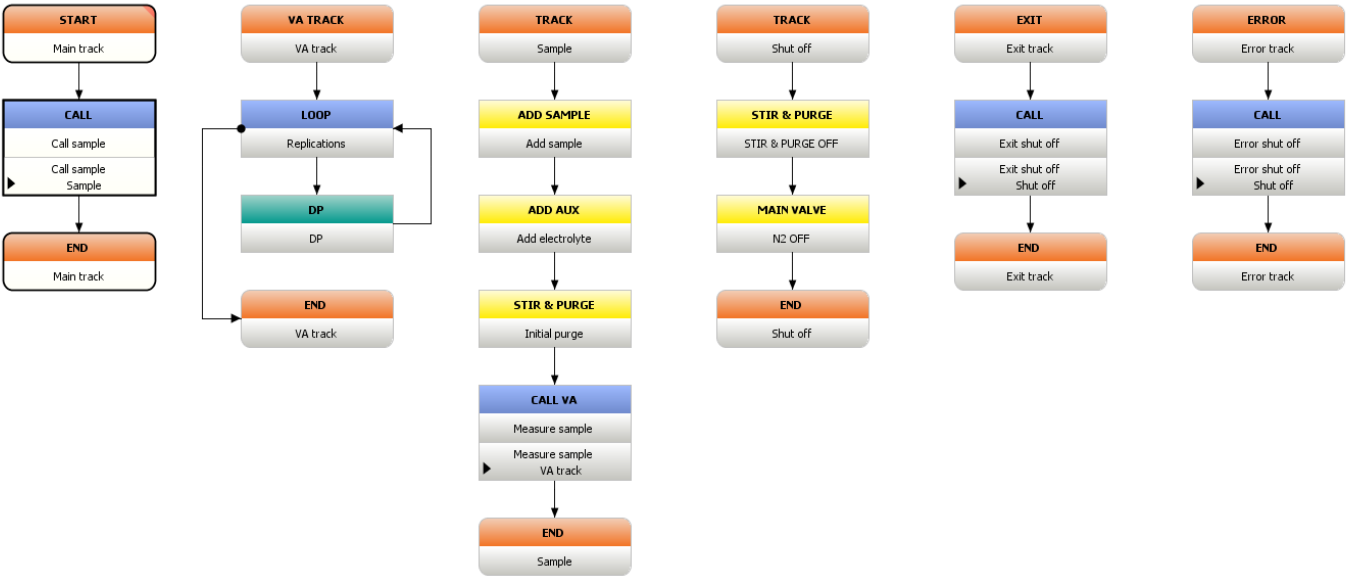 START
Main track
CALL
Call sample
Call sample
Sample
END
Main track
VA TRACK
VA track
LOOP
Replications
DP
DP
END
VA track
TRACK
Sample
ADD SAMPLE
Add sample
ADD AUX
Add electrolyte
STIR & PURGE
Initial purge
CALL VA
Measure sample
Measure sample
VA track
END
Sample
TRACK
Shut off
STIR & PURGE
STIR & PURGE OFF
MAIN VALVE
N2 OFF
END
Shut off
EXIT
Exit track
CALL
Exit shut off
Exit shut off
Shut off
END
Exit track
ERROR
Error track
CALL
Error shut off
Error shut off
Shut off
END
Error track